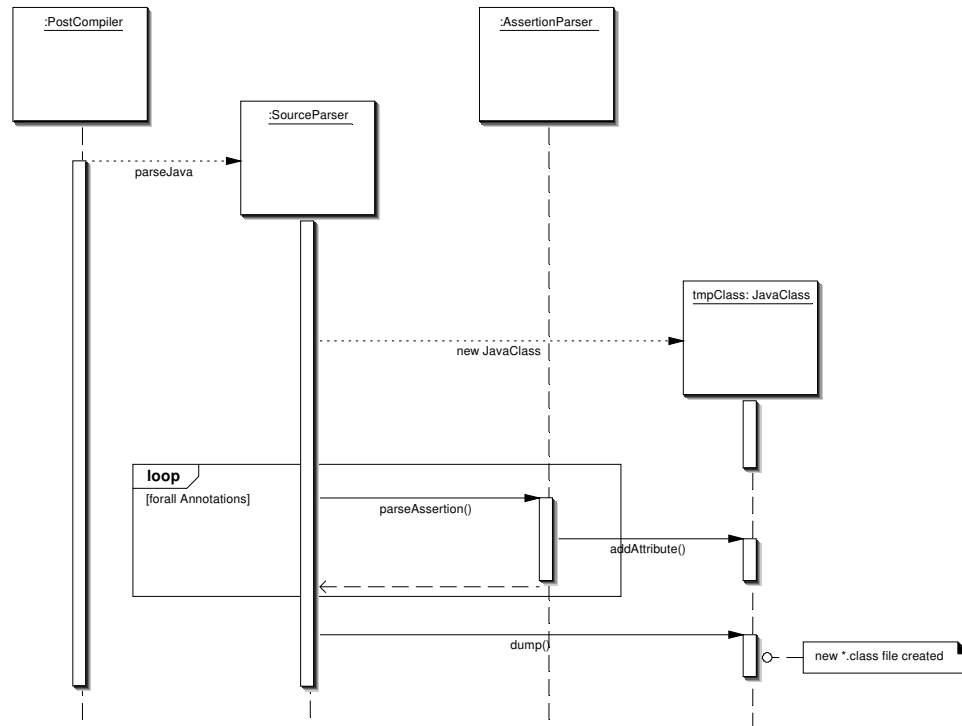 :PostCompiler
:AssertionParser
:SourceParser
parseJava
tmpClass: JavaClass
new JavaClass
loop
[forall Annotations]
parseAssertion()
addAttribute()
dump()
new *.class file created